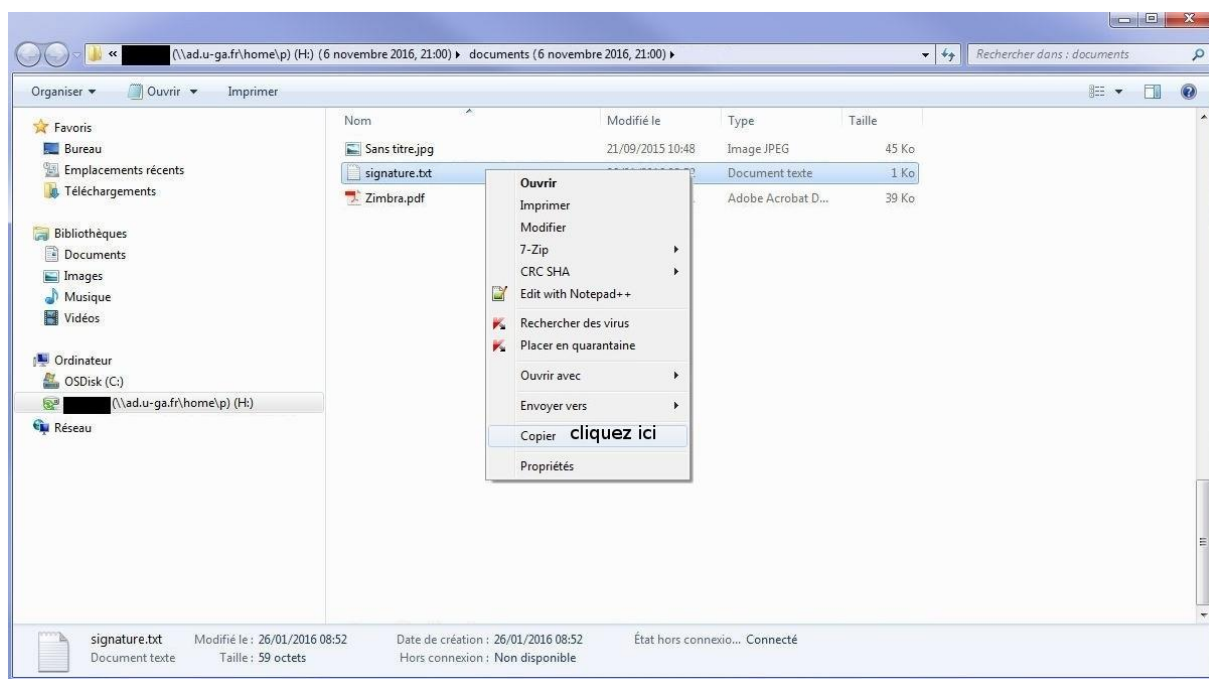 « (\\ad.u-ga.fr\home\p) (H:) (6 novembre 2016, 21:00) ▸ documents (6 novembre 2016, 21:00) ▸
Rechercher dans : documents
Organiser Ouvrir Imprimer
Nom Modifié le Type Taille
Favoris
Bureau
Emplacements récents
Téléchargements
Bibliothèques
Documents
Images
Musique
Vidéos
Ordinateur
OSDisk (C:)
(\\ad.u-ga.fr\home\p) (H:)
Réseau
Sans titre.jpg 21/09/2015 10:48 Image JPEG 45 Ko
signature.txt Document texte 1 Ko
Zimbra.pdf Adobe Acrobat D... 39 Ko
Ouvrir
Imprimer
Modifier
7-Zip
CRC SHA
Edit with Notepad++
Rechercher des virus
Placer en quarantaine
Ouvrir avec
Envoyer vers
Copier cliquez ici
Propriétés
signature.txt Modifié le : 26/01/2016 08:52 Date de création : 26/01/2016 08:52 État hors connexio... Connecté
Document texte Taille : 59 octets Hors connexion : Non disponible